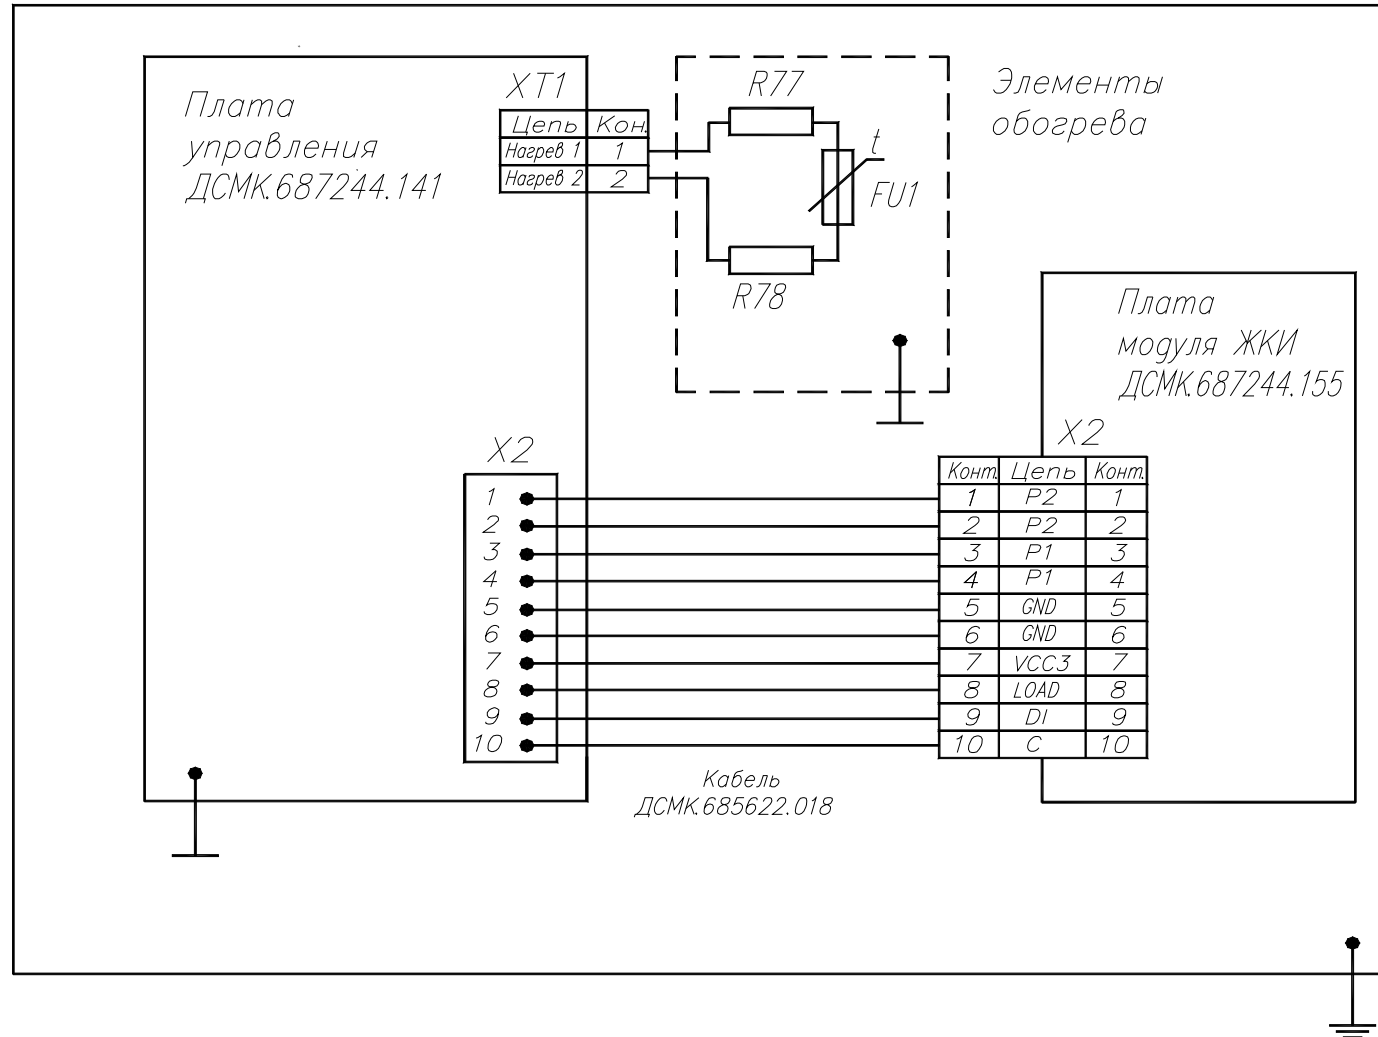 Плата
управления
ДСМК.687244.141
XT1
Цепь Кон.
Нагрев 1 1
Нагрев 2 2
R77
t
FU1
R78
Элементы
обогрева
Плата
модуля ЖКИ
ДСМК.687244.155
X2
1
2
3
4
5
6
7
8
9
10
X2
Конт. Цепь Конт.
1 P2 1
2 P2 2
3 P1 3
4 P1 4
5 GND 5
6 GND 6
7 VCC3 7
8 LOAD 8
9 DI 9
10 C 10
Кабель
ДСМК.685622.018